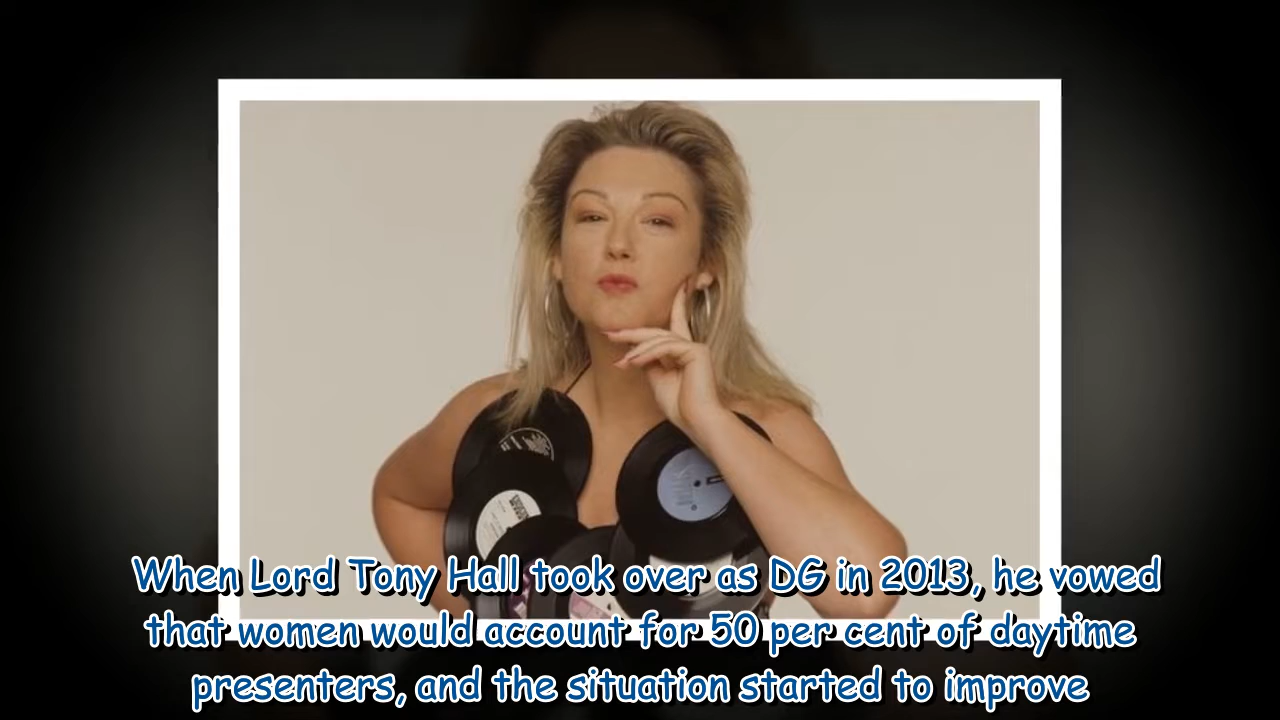 When Lord Tony Hall took over as DG in 2013, he vowed
that women would account for 50 per cent of daytime
presenters, and the situation started to improve